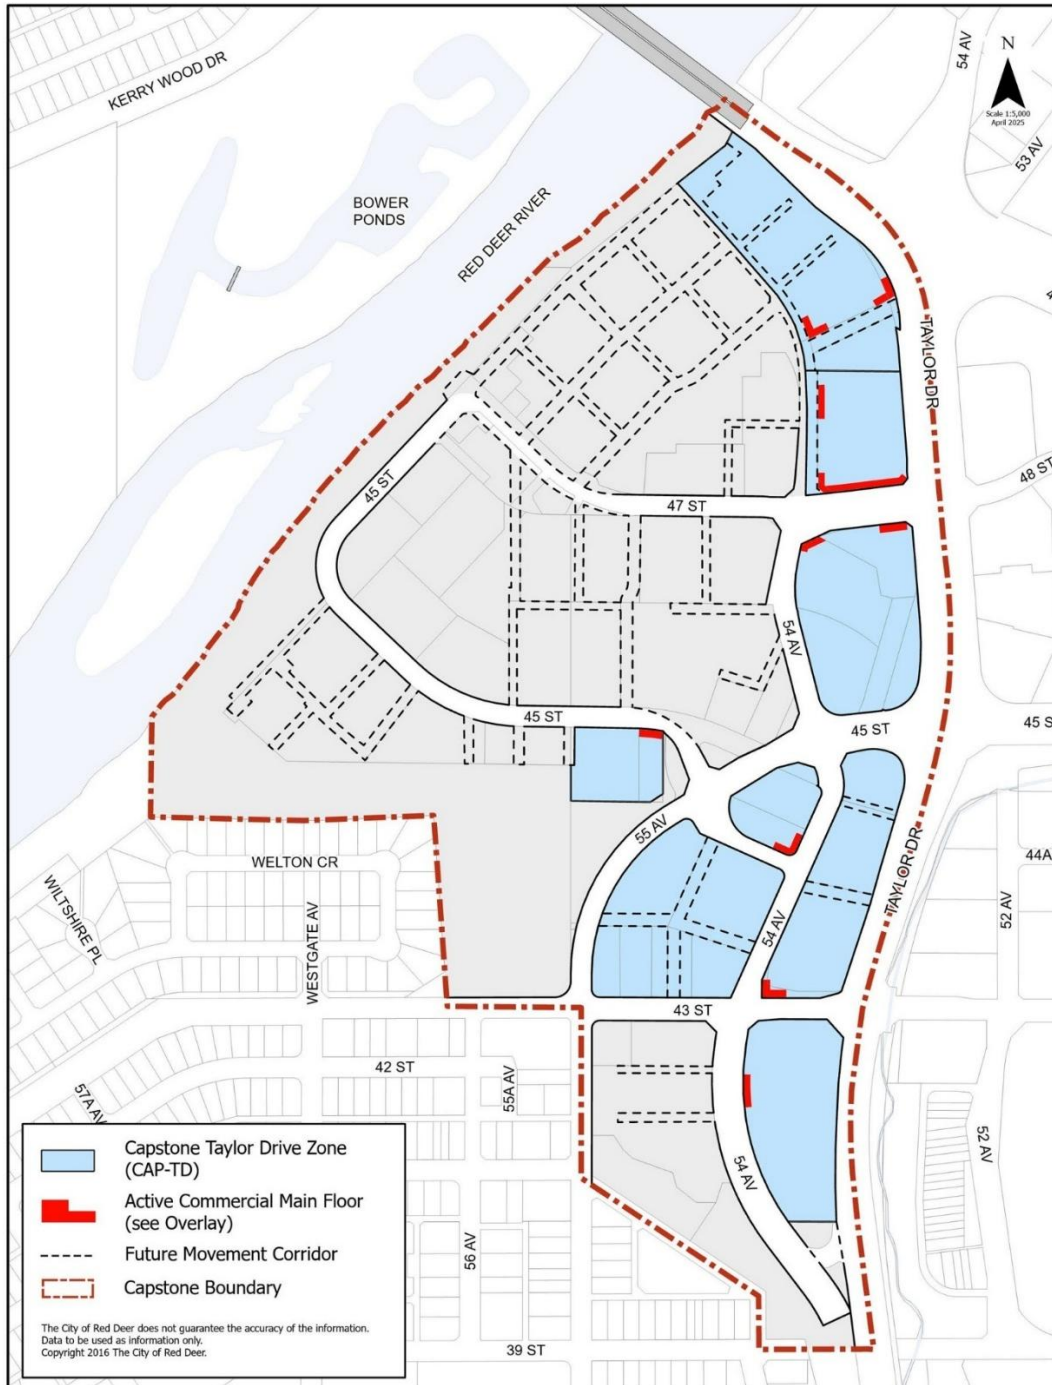 54 AV
N
Scale 1:5,000
April 2025
KERRY WOOD DR
53 AV
BOWER
PONDS
RED DEER RIVER
TAYLOR DR
48 ST
45 ST
47 ST
54 AV
45 ST
45 ST
45 S
55 AV
44A
WELTON CR
TAYLOR DR
WILTSHIRE PL
WESTGATE AV
54 AV
52 AV
43 ST
42 ST
55A AV
57A AV
52 AV
54 AV
56 AV
39 ST
Capstone Taylor Drive Zone
(CAP-TD)
Active Commercial Main Floor
(see Overlay)
Future Movement Corridor
Capstone Boundary
The City of Red Deer does not guarantee the accuracy of the information.
Data to be used as information only.
Copyright 2016 The City of Red Deer.